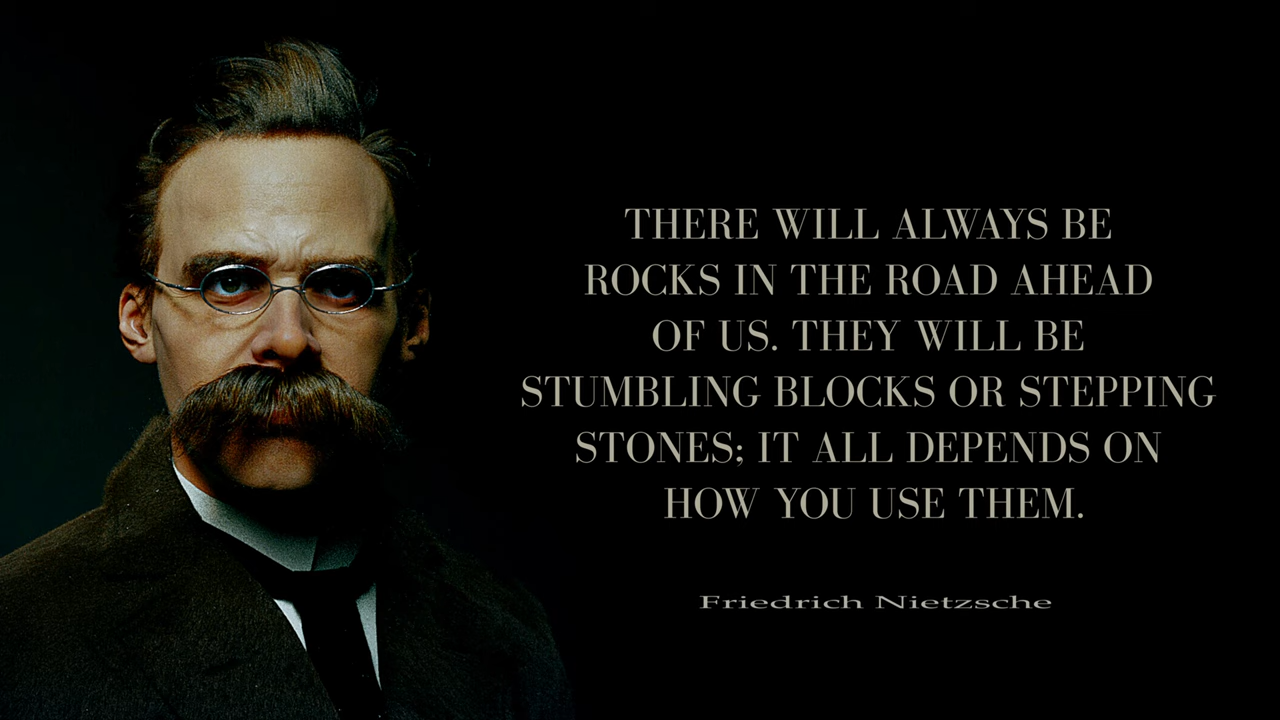 THERE WILL ALWAYS BE
ROCKS IN THE ROAD AHEAD
OF US. THEY WILL BE
STUMBLING BLOCKS OR STEPPING
STONES; IT ALL DEPENDS ON
HOW YOU USE THEM.
Friedrich Nietzsche